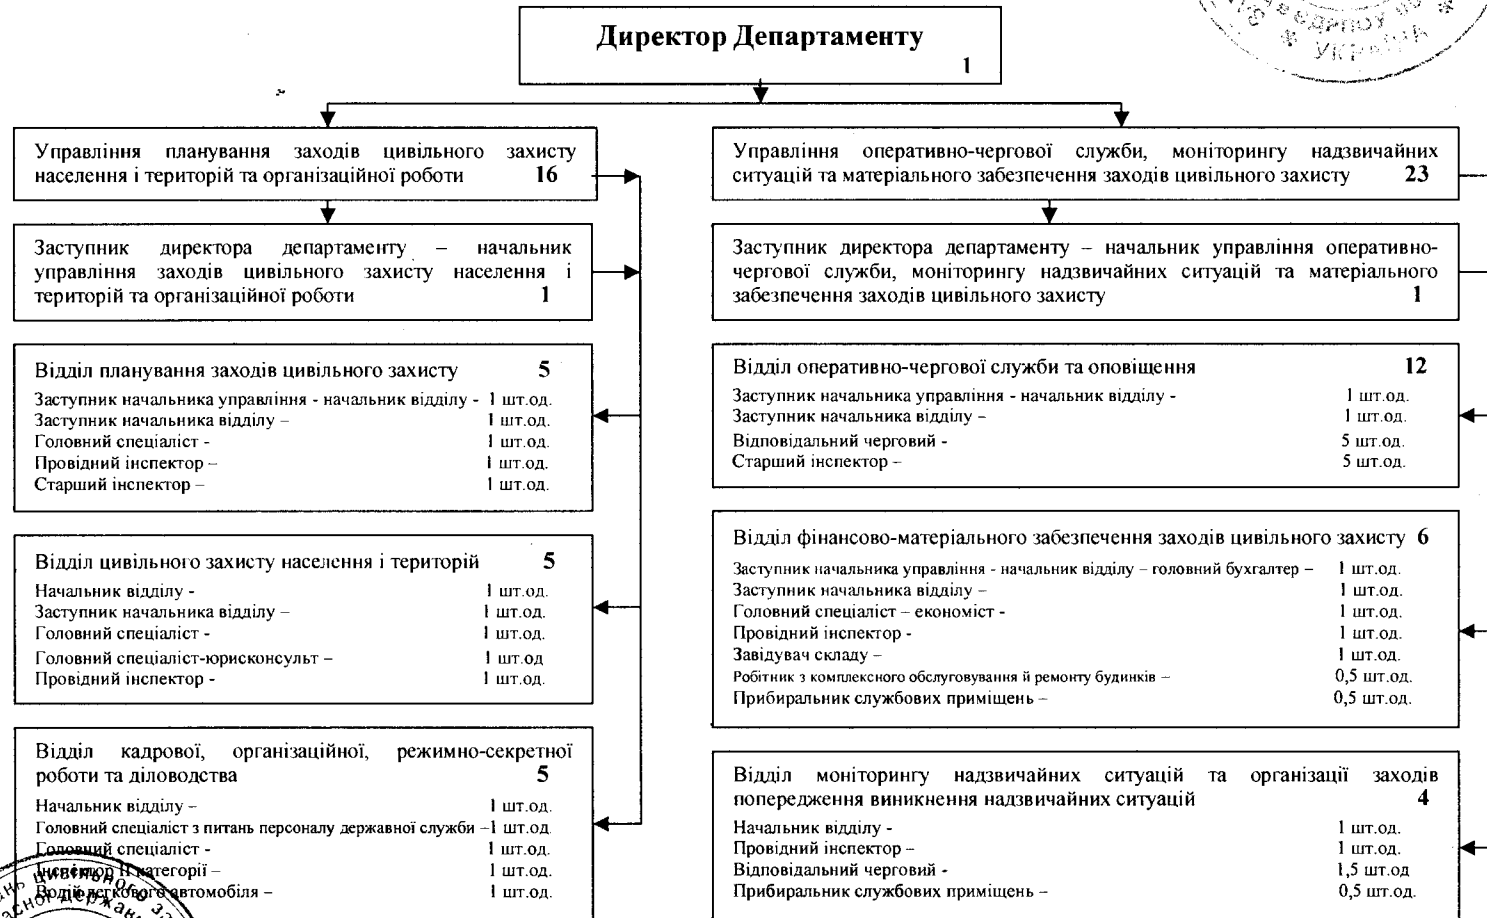 Директор Департаменту
1
Управління планування заходів цивільного захисту
населення і територій та організаційної роботи 16
Заступник директора департаменту – начальник
управління заходів цивільного захисту населення і
територій та організаційної роботи 1
Відділ планування заходів цивільного захисту 5
Заступник начальника управління - начальник відділу - 1 шт.од.
Заступник начальника відділу – 1 шт.од.
Головний спеціаліст - 1 шт.од.
Провідний інспектор – 1 шт.од.
Старший інспектор – 1 шт.од.
Відділ цивільного захисту населення і територій 5
Начальник відділу - 1 шт.од.
Заступник начальника відділу – 1 шт.од.
Головний спеціаліст - 1 шт.од.
Головний спеціаліст-юрисконсульт – 1 шт.од
Провідний інспектор - 1 шт.од.
Відділ кадрової, організаційної, режимно-секретної
роботи та діловодства 5
Начальник відділу – 1 шт.од.
Головний спеціаліст з питань персоналу державної служби –1 шт.од.
Головний спеціаліст - 1 шт.од.
Інспектор ІІ категорії – 1 шт.од.
Водій легкового автомобіля – 1 шт.од.
Управління оперативно-чергової служби, моніторингу надзвичайних
ситуацій та матеріального забезпечення заходів цивільного захисту 23
Заступник директора департаменту – начальник управління оперативно-
чергової служби, моніторингу надзвичайних ситуацій та матеріального
забезпечення заходів цивільного захисту 1
Відділ оперативно-чергової служби та оповіщення 12
Заступник начальника управління - начальник відділу - 1 шт.од.
Заступник начальника відділу – 1 шт.од.
Відповідальний черговий - 5 шт.од.
Старший інспектор – 5 шт.од.
Відділ фінансово-матеріального забезпечення заходів цивільного захисту 6
Заступник начальника управління - начальник відділу – головний бухгалтер – 1 шт.од.
Заступник начальника відділу – 1 шт.од.
Головний спеціаліст – економіст - 1 шт.од.
Провідний інспектор - 1 шт.од.
Завідувач складу – 1 шт.од.
Робітник з комплексного обслуговування й ремонту будинків – 0,5 шт.од.
Прибиральник службових приміщень – 0,5 шт.од.
Відділ моніторингу надзвичайних ситуацій та організації заходів
попередження виникнення надзвичайних ситуацій 4
Начальник відділу - 1 шт.од.
Провідний інспектор – 1 шт.од.
Відповідальний черговий - 1,5 шт.од
Прибиральник службових приміщень – 0,5 шт.од.
УКРАЇНА
цивільного